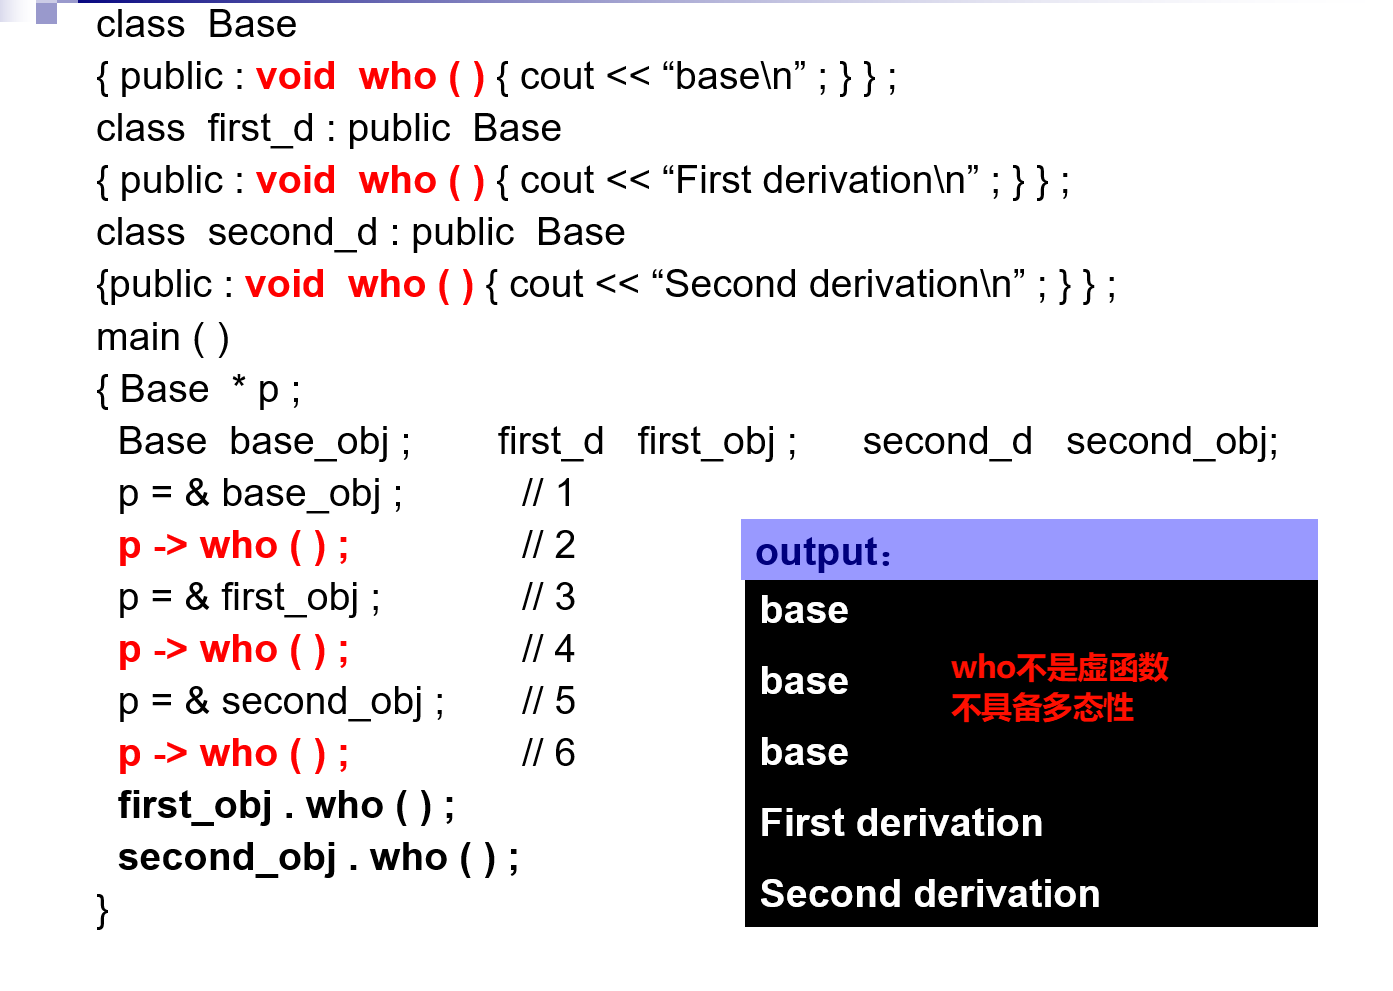 class Base
{ public : void who ( ) { cout << “base\n” ; } } ;
class first_d : public Base
{ public : void who ( ) { cout << “First derivation\n” ; } } ;
class second_d : public Base
{public : void who ( ) { cout << “Second derivation\n” ; } } ;
main ( )
{ Base * p ;
Base base_obj ; first_d first_obj ; second_d second_obj;
p = & base_obj ; // 1
p -> who ( ) ; // 2
p = & first_obj ; // 3
p -> who ( ) ; // 4
p = & second_obj ; // 5
p -> who ( ) ; // 6
first_obj . who ( ) ;
second_obj . who ( ) ;
}
output：
base
base
base
First derivation
Second derivation
who不是虚函数
不具备多态性